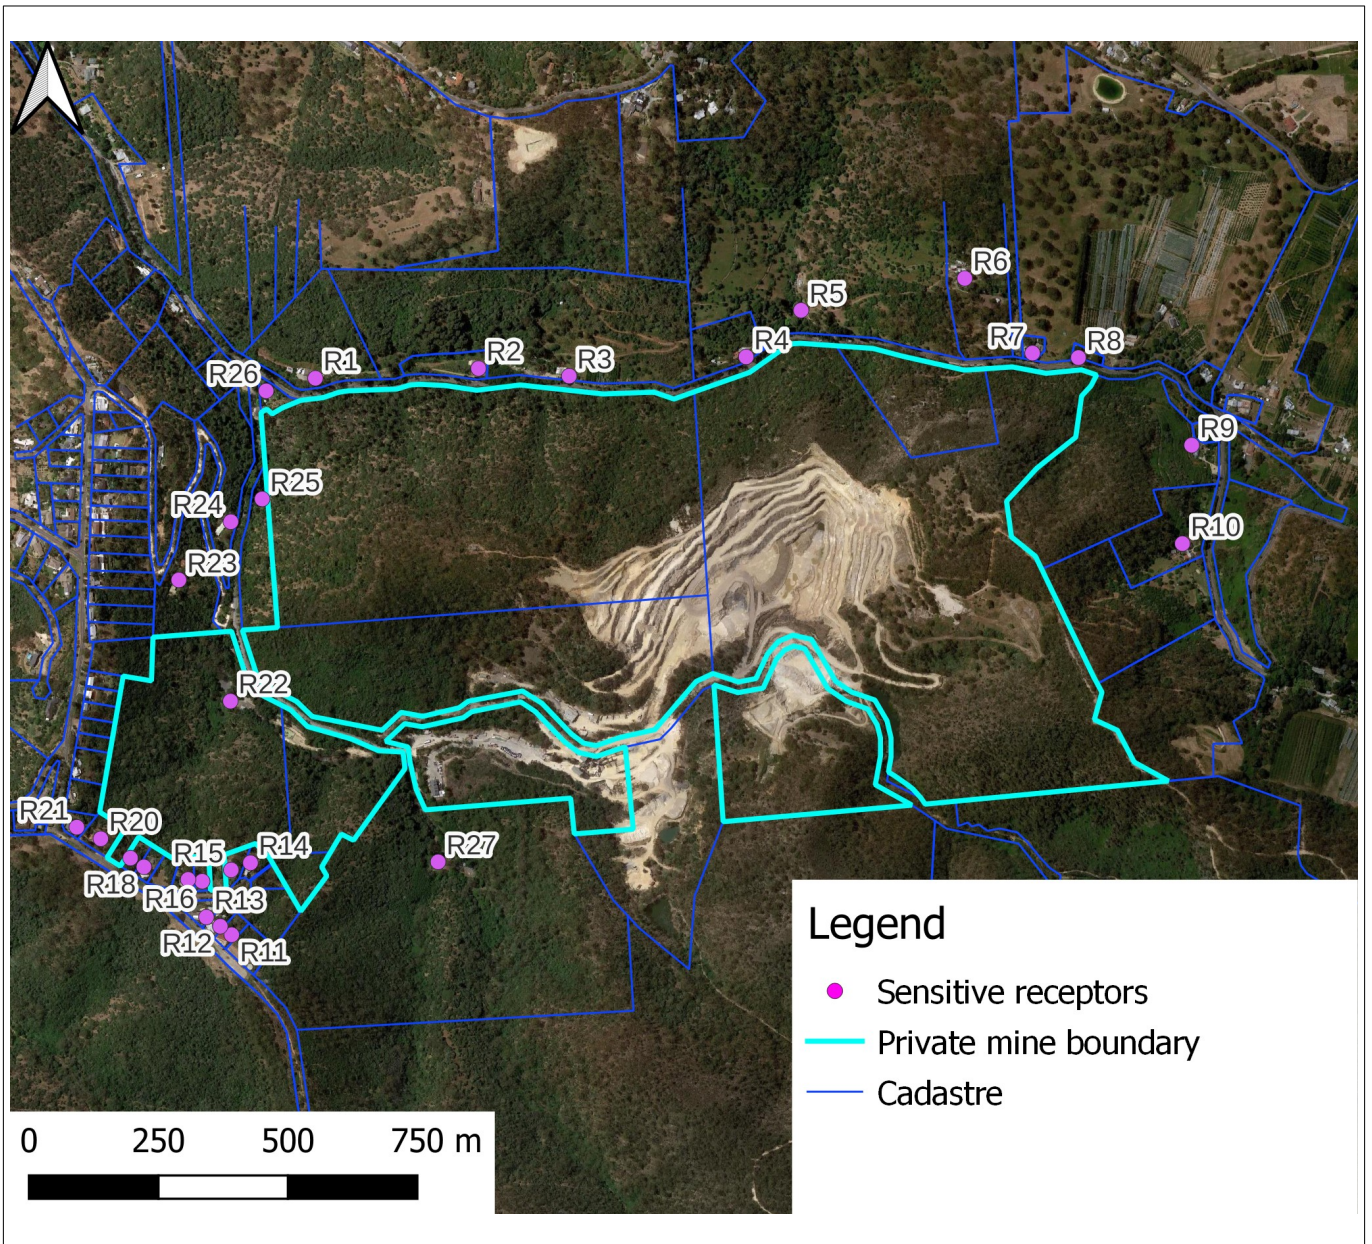 R6
R5
R7
R8
R4
R1
R2
R3
R26
R9
R25
R24
R10
R23
R22
R21
R20
R15
R14
R27
R18
R16
R13
R12
R11
Legend
Sensitive receptors
Private mine boundary
Cadastre
0 250 500 750 m